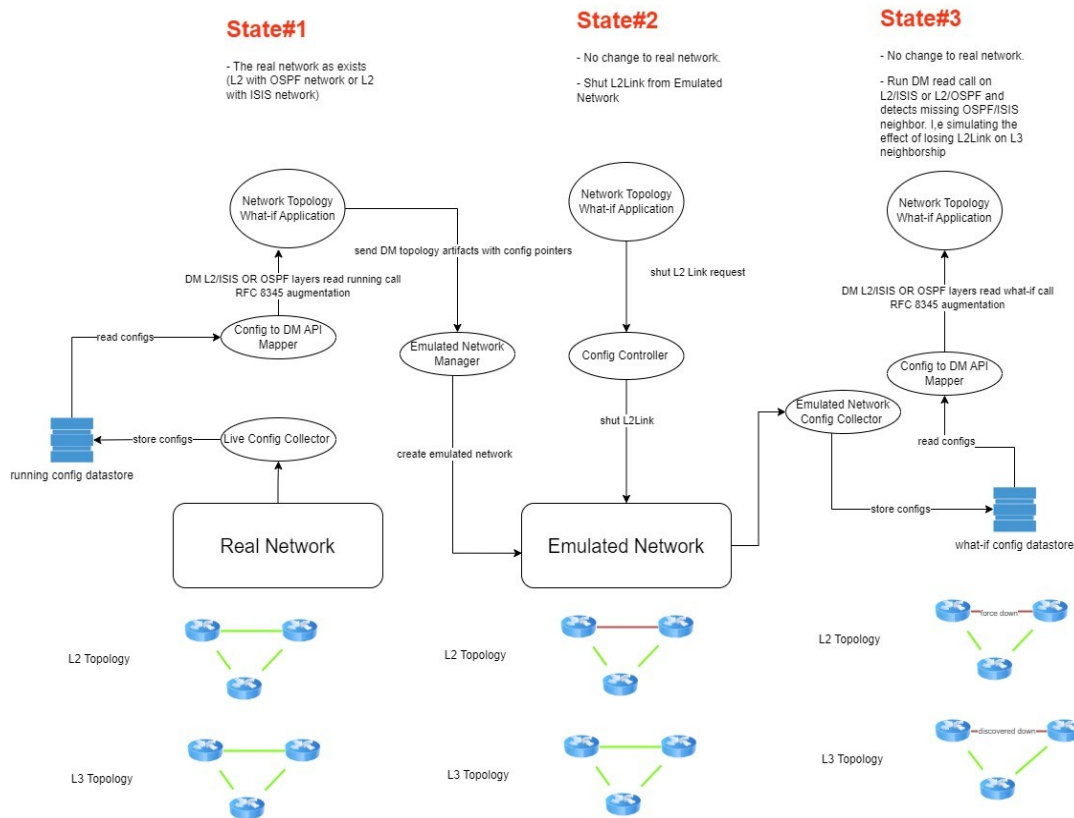 State#1
- The real network as exists
(L2 with OSPF network or L2
with ISIS network)
Network Topology
What-if Application
send DM topology artifacts with config pointers
DM L2/ISIS OR OSPF layers read running call
RFC 8345 augmentation
read configs
Config to DM API
Mapper
Emulated Network
Manager
store configs
Live Config Collector
running config datastore
create emulated network
Real Network
L2 Topology
L3 Topology
State#2
- No change to real network.
- Shut L2Link from Emulated
Network
Network Topology
What-if Application
shut L2 Link request
Config Controller
shut L2Link
Emulated Network
L2 Topology
L3 Topology
State#3
- No change to real network.
- Run DM read call on
L2/ISIS or L2/OSPF and
detects missing OSPF/ISIS
neighbor. I,e simulating the
effect of losing L2Link on L3
neighborship
Network Topology
What-if Application
DM L2/ISIS OR OSPF layers read what-if call
RFC 8345 augmentation
Config to DM API
Mapper
Emulated Network
Config Collector
read configs
store configs
what-if config datastore
L2 Topology
force down
L3 Topology
discovered down